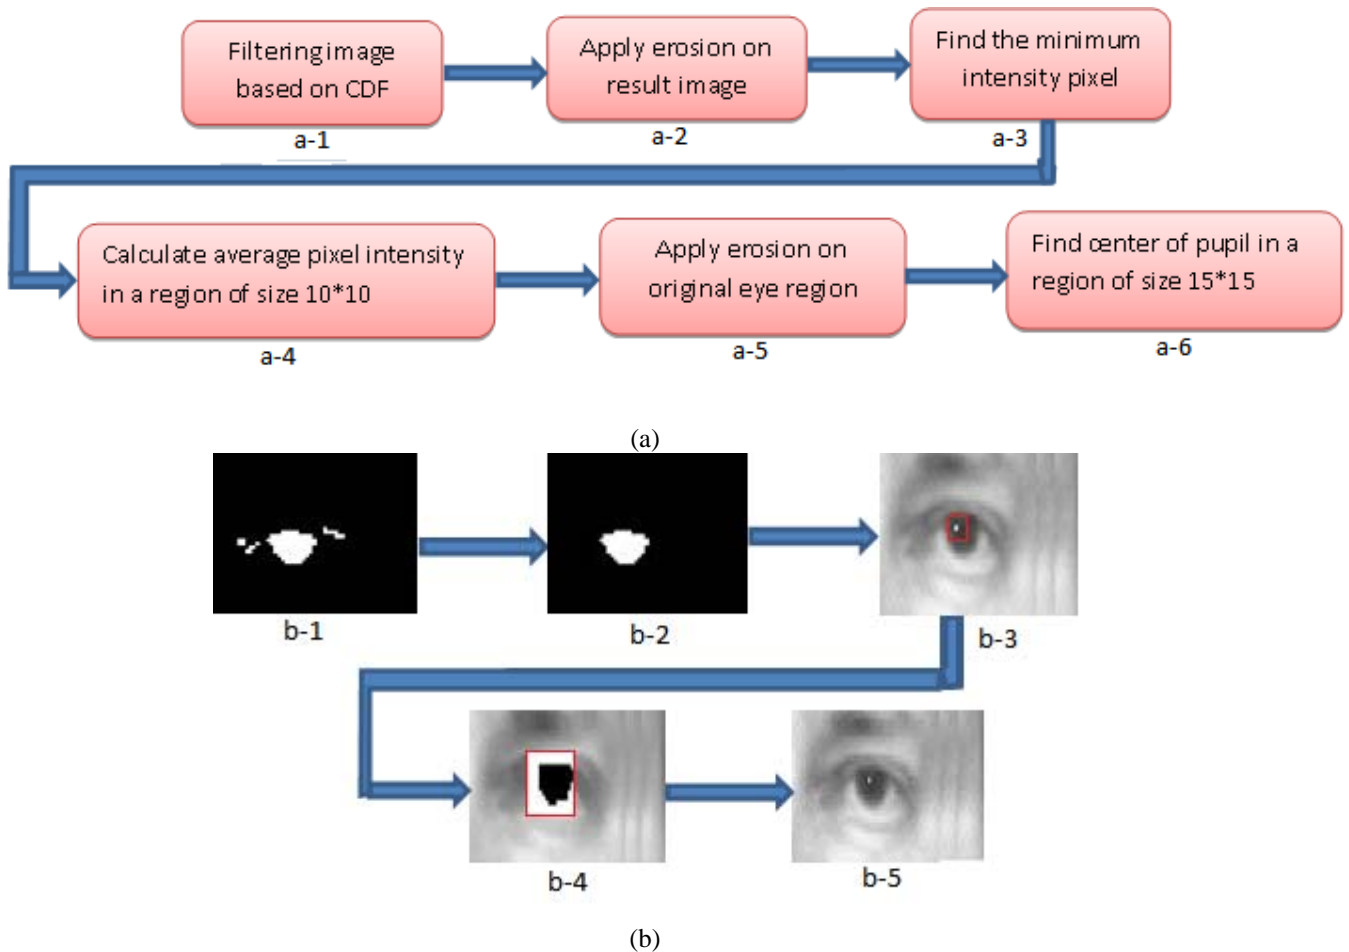 Filtering image
based on CDF
a-1
Apply erosion on
result image
a-2
Find the minimum
intensity pixel
a-3
Calculate average pixel intensity
in a region of size 10*10
a-4
Apply erosion on
original eye region
a-5
Find center of pupil in a
region of size 15*15
a-6
(a)
b-1
b-2
b-3
b-4
b-5
(b)